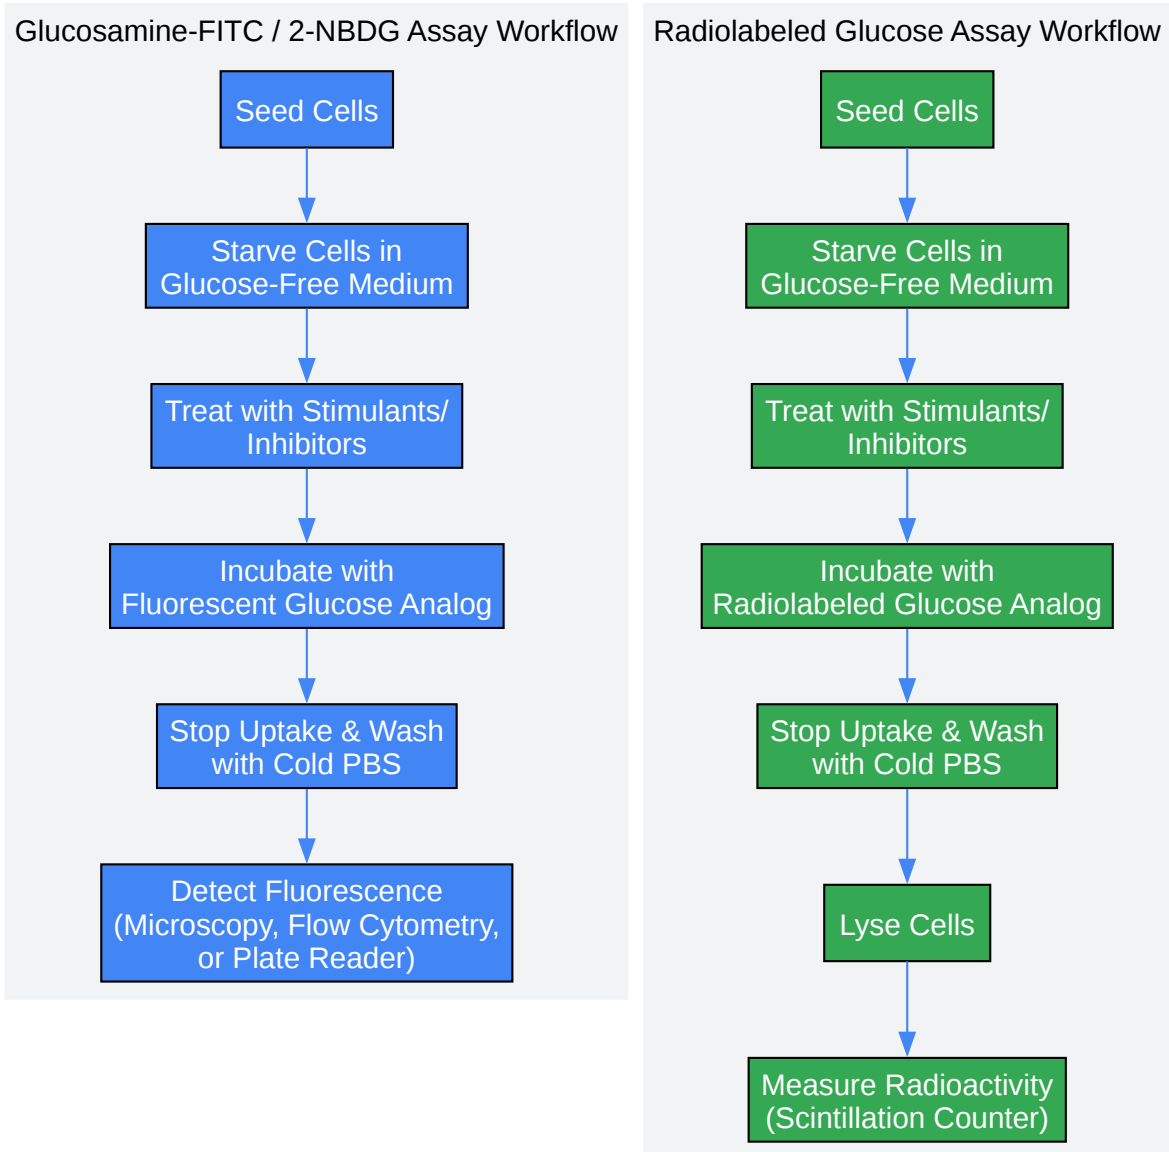 Glucosamine-FITC / 2-NBDG Assay Workflow
Seed Cells
Starve Cells in
Glucose-Free Medium
Treat with Stimulants/
Inhibitors
Incubate with
Fluorescent Glucose Analog
Stop Uptake & Wash
with Cold PBS
Detect Fluorescence
(Microscopy, Flow Cytometry,
or Plate Reader)
Radiolabeled Glucose Assay Workflow
Seed Cells
Starve Cells in
Glucose-Free Medium
Treat with Stimulants/
Inhibitors
Incubate with
Radiolabeled Glucose Analog
Stop Uptake & Wash
with Cold PBS
Lyse Cells
Measure Radioactivity
(Scintillation Counter)